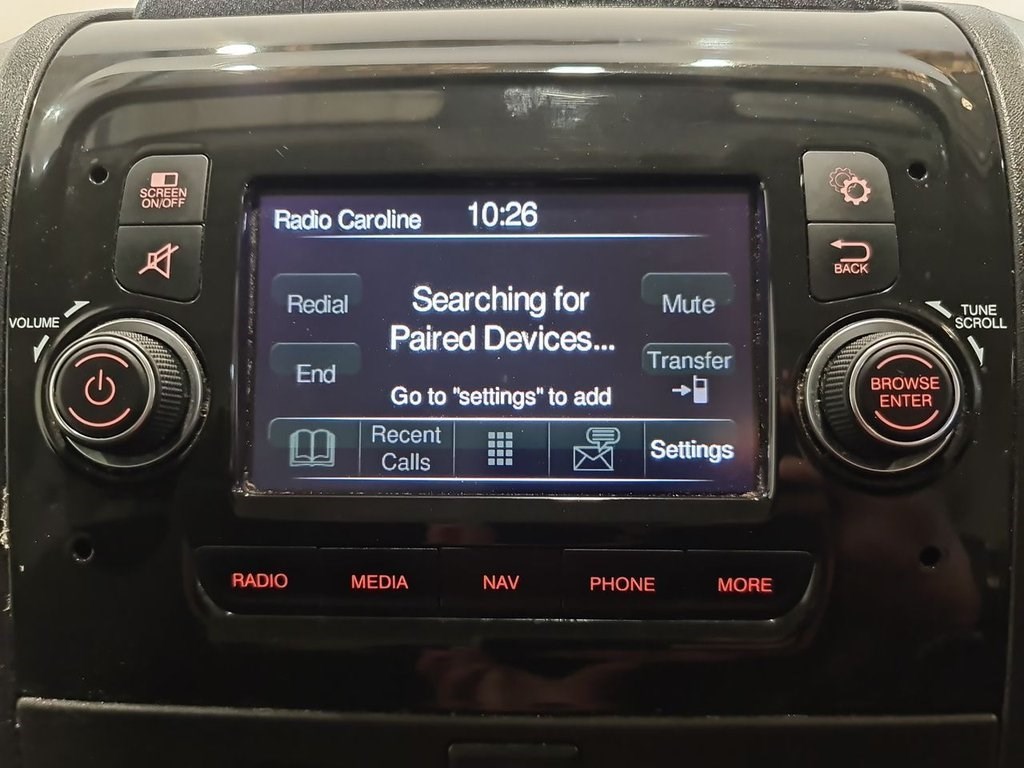 SCREEN
ON/OFF
VOLUME
Radio Caroline 10:26
Redial
Searching for
Paired Devices...
Mute
End
Transfer
Go to "settings" to add
Recent
Calls
Settings
BACK
TUNE
SCROLL
BROWSE
ENTER
RADIO MEDIA NAV PHONE MORE